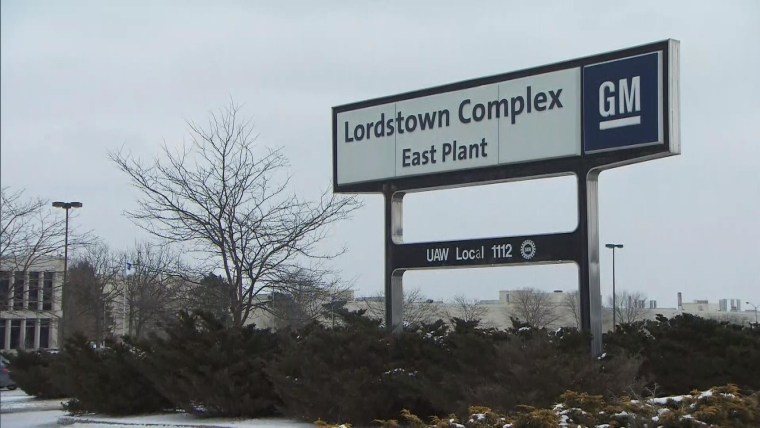 Lordstown Complex
East Plant
GM
UAW Local 1112